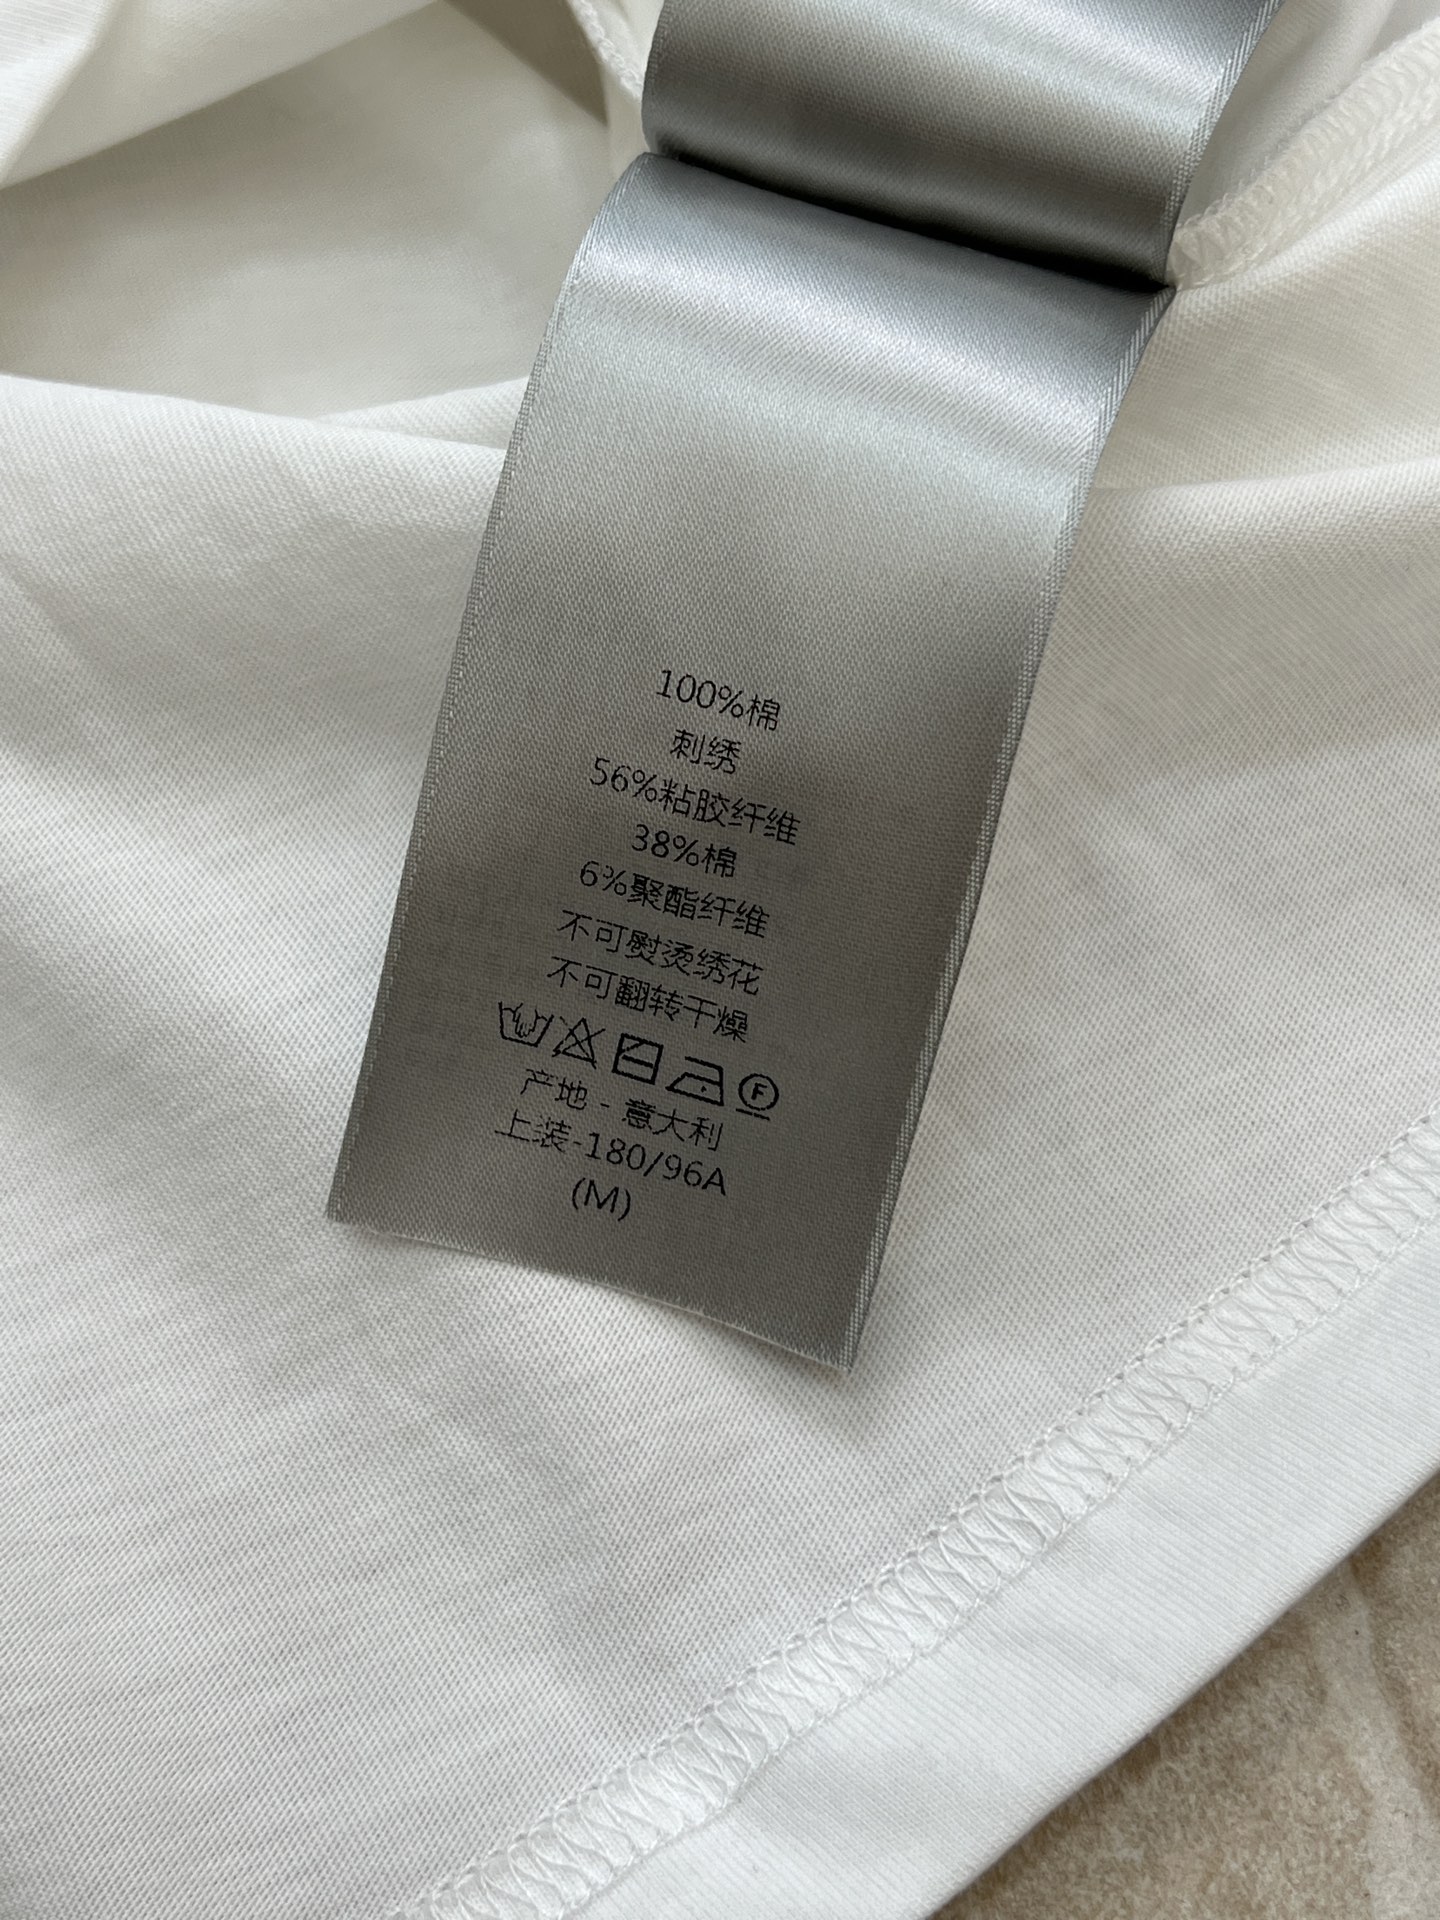 100%棉
刺绣
56%粘胶纤维
38%棉
6%聚酯纤维
不可熨烫绣花
不可翻转干燥
F
产地 - 意大利
上装-180/96A
(M)